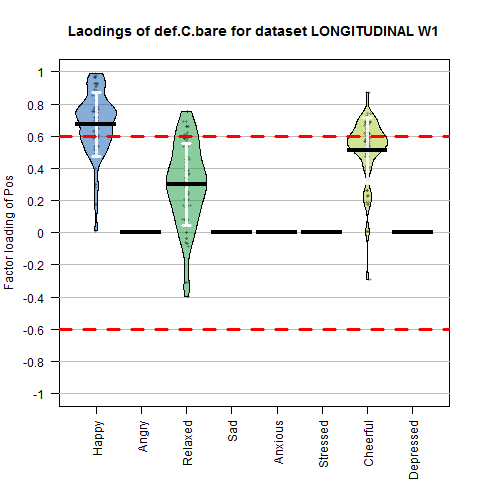 Laodings of def.C.bare for dataset LONGITUDINAL W1
Factor loading of Pos
1
0.8
0.6
0.4
0.2
0
-0.2
-0.4
-0.6
-0.8
-1
Happy
Angry
Relaxed
Sad
Anxious
Stressed
Cheerful
Depressed